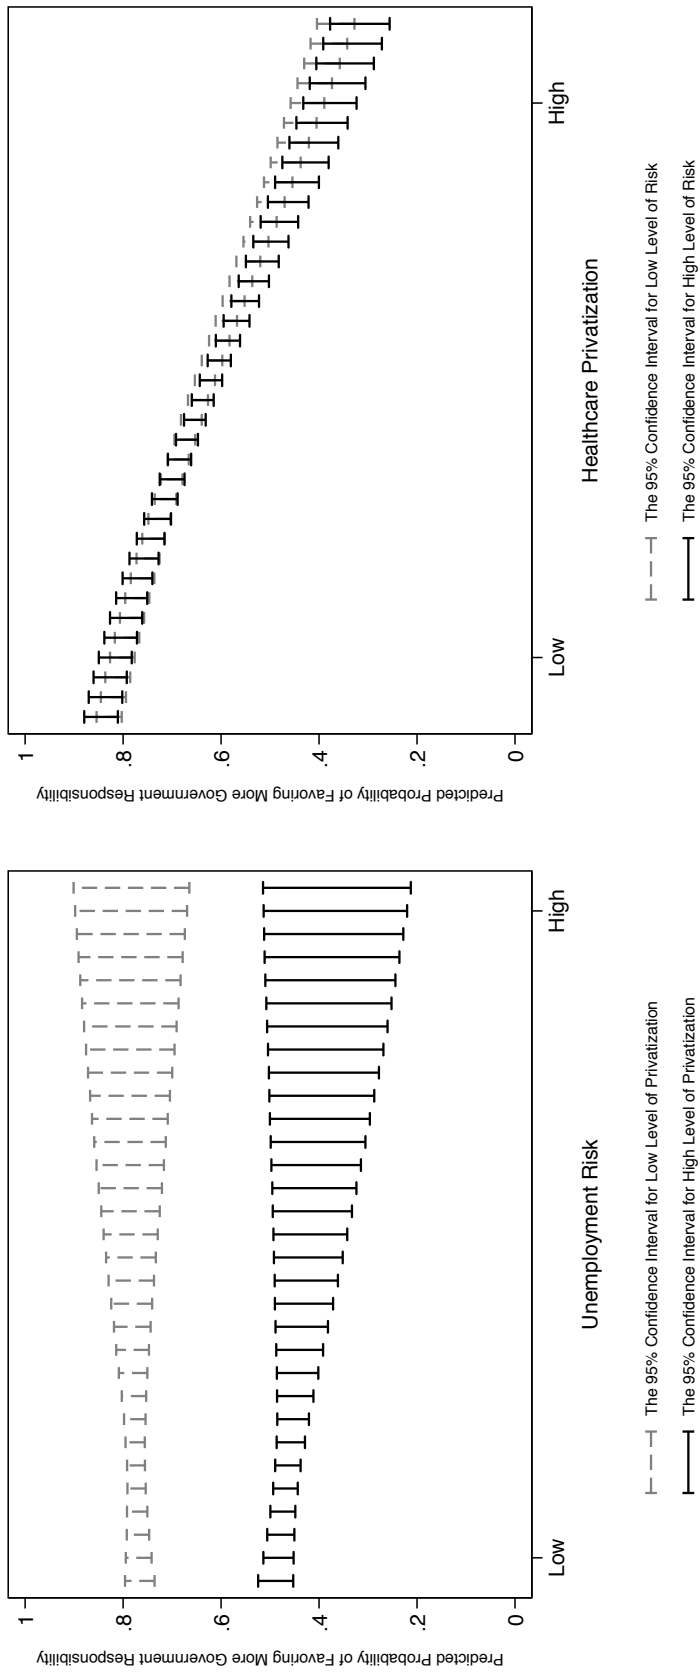 Predicted Probability of Favoring More Government Responsibility
1
.8
.6
.4
.2
0
Low
High
Unemployment Risk
The 95% Confidence Interval for Low Level of Privatization
The 95% Confidence Interval for High Level of Privatization
Predicted Probability of Favoring More Government Responsibility
1
.8
.6
.4
.2
0
Low
High
Healthcare Privatization
The 95% Confidence Interval for Low Level of Risk
The 95% Confidence Interval for High Level of Risk